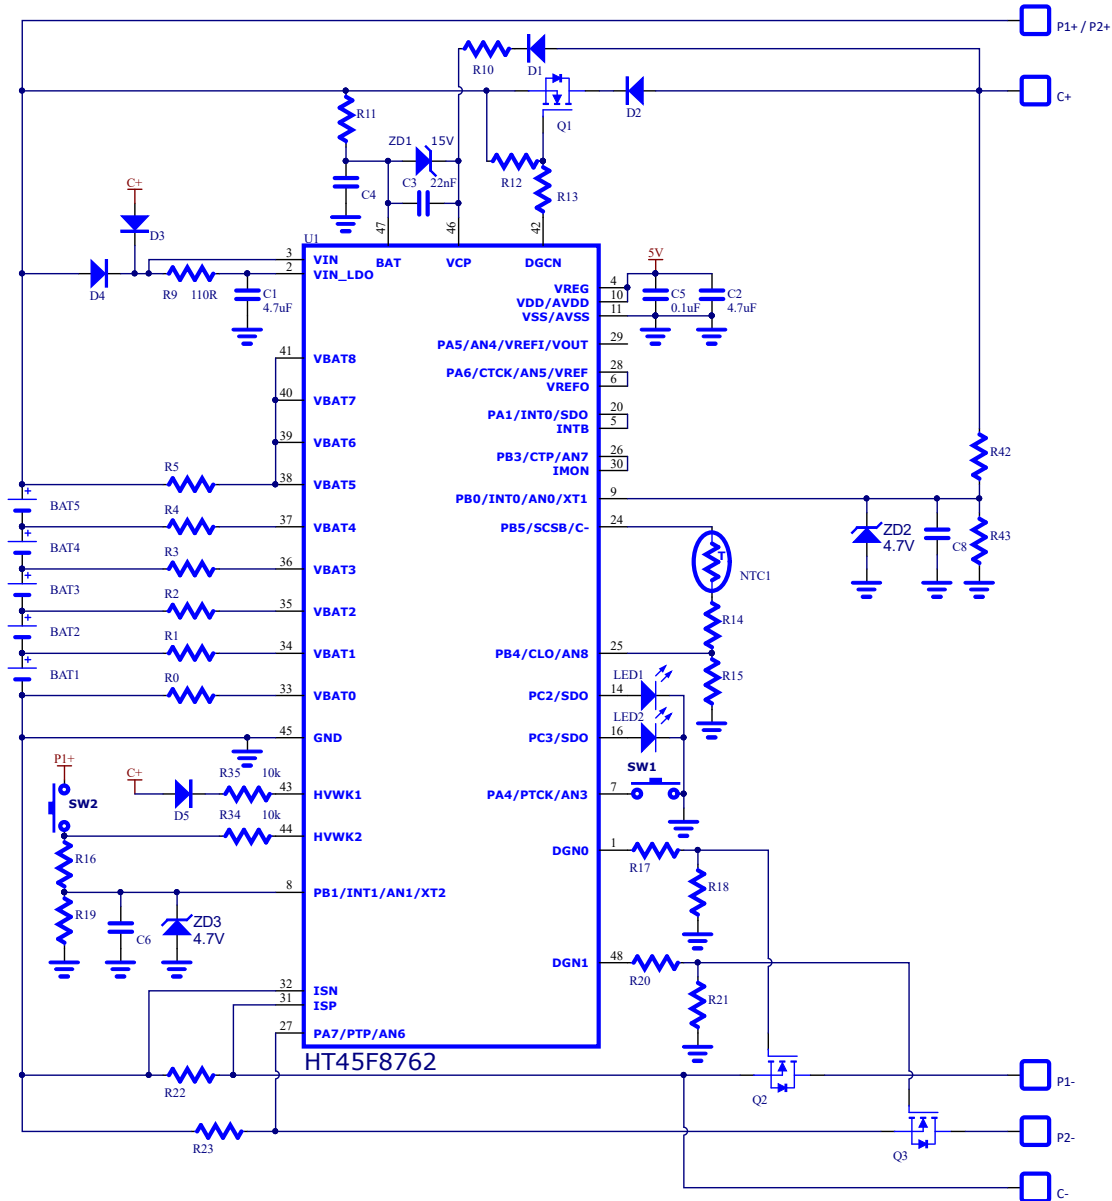 P1+ / P2+
R10
D1
C+
R11
Q1
D2
ZD1 15V
C3 22nF
R12
C4
R13
C+
D3
47
46
42
U1
BAT
VCP
DGCN
3 VIN
2 VIN_LDO
D4
R9 110R
C1
4.7uF
5V
VREG 4
VDD/AVDD 10
VSS/AVSS 11
C5
0.1uF
C2
4.7uF
PA5/AN4/VREFI/VOUT 29
41 VBAT8
PA6/CTCK/AN5/VREF 28
VREFO 6
40 VBAT7
PA1/INT0/SDO 20
INTB 5
39 VBAT6
PB3/CTP/AN7 26
IMON 30
R42
R5
38 VBAT5
PB0/INT0/AN0/XT1 9
+
BAT5
R4
37 VBAT4
PB5/SCSB/C- 24
ZD2
4.7V
C8
R43
+
BAT4
R3
36 VBAT3
T
NTC1
+
BAT3
R2
35 VBAT2
R14
+
BAT2
R1
34 VBAT1
PB4/CLO/AN8 25
R15
+
BAT1
R0
33 VBAT0
LED1
PC2/SDO 14
LED2
45 GND
PC3/SDO 16
P1+
SW2
C+
D5
R35 10k
43 HVWK1
SW1
PA4/PTCK/AN3 7
R34 10k
44 HVWK2
R16
DGN0 1
R17
R18
8 PB1/INT1/AN1/XT2
R19
C6
ZD3
4.7V
DGN1 48
R20
R21
32 ISN
31 ISP
27 PA7/PTP/AN6
HT45F8762
R22
Q2
P1-
R23
Q3
P2-
C-